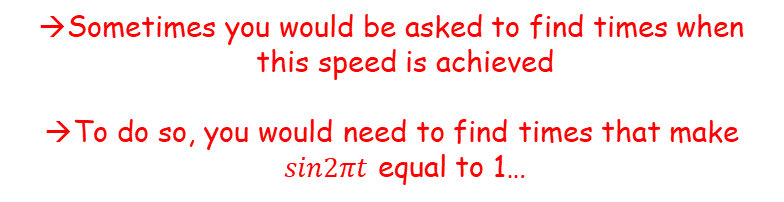 →Sometimes you would be asked to find times when
this speed is achieved
→To do so, you would need to find times that make
sin2πt equal to 1…